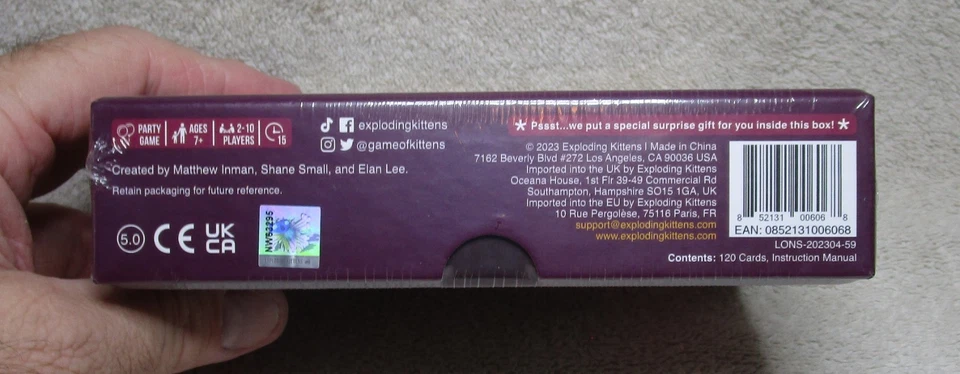 PARTY GAME
AGES 7+
2-10 PLAYERS
15
explodingkittens
@gameofkittens
Created by Matthew Inman, Shane Small, and Elan Lee.
Retain packaging for future reference.
5.0
CE
UK
CA
NW53295
* Pssst...we put a special surprise gift for you inside this box! *
© 2023 Exploding Kittens | Made in China
7162 Beverly Blvd #272 Los Angeles, CA 90036 USA
Imported into the UK by Exploding Kittens
Oceana House, 1st Flr 39-49 Commercial Rd
Southampton, Hampshire SO15 1GA, UK
Imported into the EU by Exploding Kittens
10 Rue Pergolèse, 75116 Paris, FR
support@explodingkittens.com
www.explodingkittens.com
8 52131 00606 8
EAN: 0852131006068
LONS-202304-59
Contents: 120 Cards, Instruction Manual